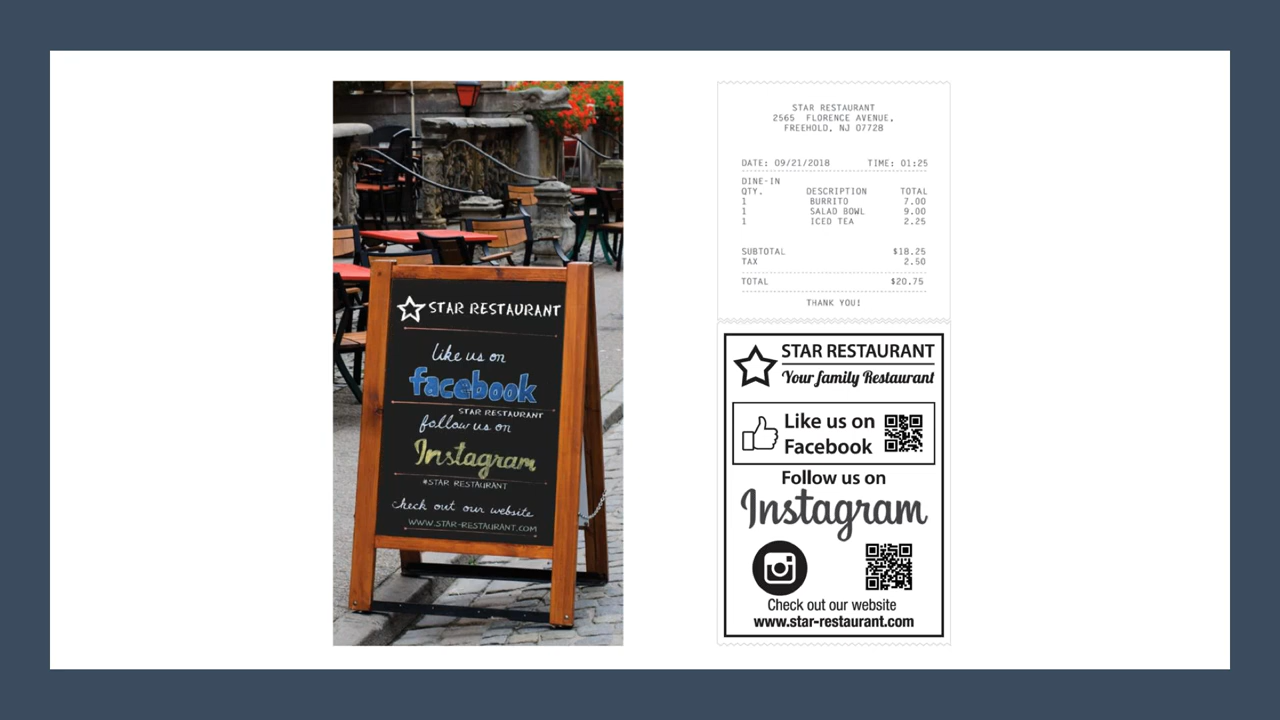 STAR RESTAURANT
like us on
facebook
STAR RESTAURANT
follow us on
Instagram
#STAR RESTAURANT
check out our website
WWW.STAR-RESTAURANT.COM
STAR RESTAURANT
2565 FLORENCE AVENUE,
FREEHOLD, NJ 07728
DATE: 09/21/2018 TIME: 01:25
DINE-IN
QTY. DESCRIPTION TOTAL
1 BURRITO 7.00
1 SALAD BOWL 9.00
1 ICED TEA 2.25
SUBTOTAL $18.25
TAX 2.50
TOTAL $20.75
THANK YOU!
STAR RESTAURANT
Your family Restaurant
Like us on
Facebook
Follow us on
Instagram
Check out our website
www.star-restaurant.com